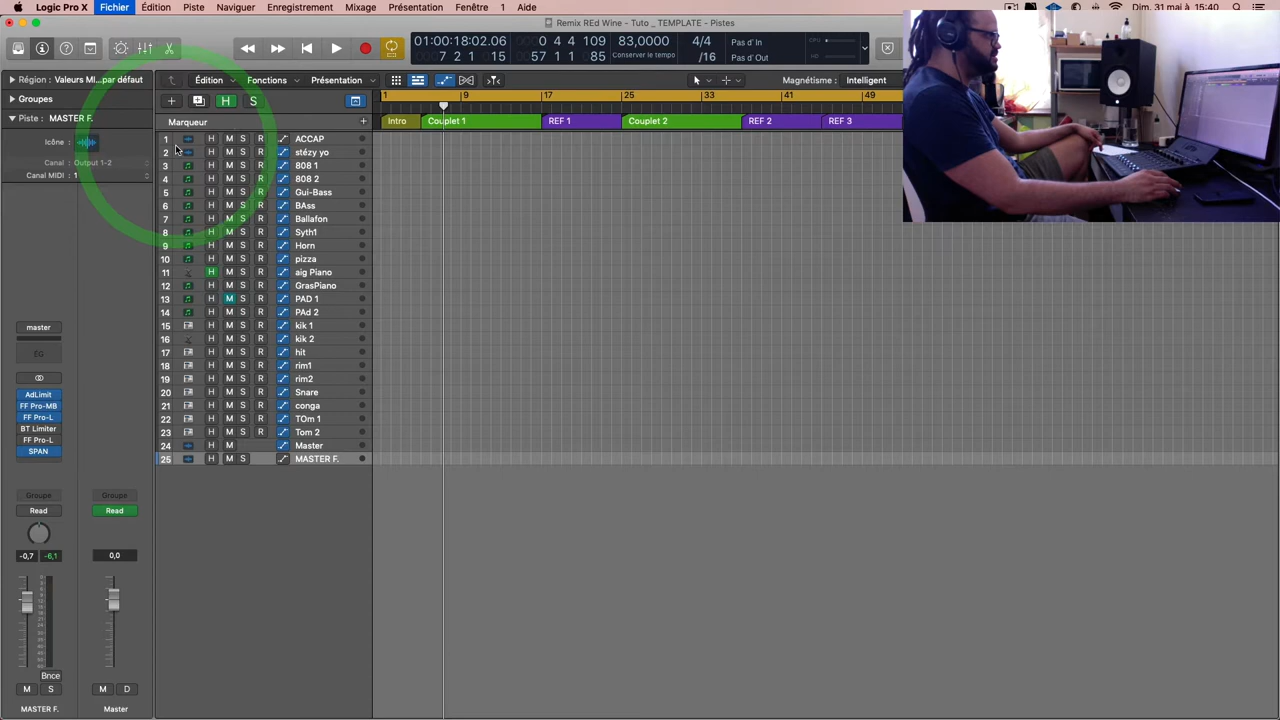 Logic Pro X Fichier Édition Piste Naviguer Enregistrement Mixage Présentation Fenêtre 1 Aide Dim. 31 mai à 15:40
Remix REd Wine - Tuto _ TEMPLATE - Pistes
01:00:18:02.06 0 4 4 109 83,0000 4/4 Pas d' In
7 2 1 15 57 1 1 85 Conserver le tempo /16 Pas d' Out
CPU
Région : Valeurs MI...par défaut Édition Fonctions Présentation Magnétisme : Intelligent
Groupes H S 1 9 17 25 33 41 49
Piste : MASTER F. Marqueur Intro Couplet 1 REF 1 Couplet 2 REF 2 REF 3
Icône :
Canal : Output 1-2
Canal MIDI : 1
1 H M S R ACCAP
2 H M S R stézy yo
3 H M S R 808 1
4 H M S R 808 2
5 H M S R Gui-Bass
6 H M S R BAss
7 H M S R Ballafon
8 H M S R Syth1
9 H M S R Horn
10 H M S R pizza
11 H M S R aig Piano
12 H M S R GrasPiano
13 H M S R PAD 1
14 H M S R PAd 2
15 H M S R kik 1
16 H M S R kik 2
17 H M S R hit
18 H M S R rim1
19 H M S R rim2
20 H M S R Snare
21 H M S R conga
22 H M S R TOm 1
23 H M S R Tom 2
24 H M Master
25 H M S MASTER F.
master
EG
AdLimit
FF Pro-MB
FF Pro-L
BT Limiter
FF Pro-L
SPAN
Groupe Groupe
Read Read
-0,7 -6,1 0,0
Bnce
M S M D
MASTER F. Master